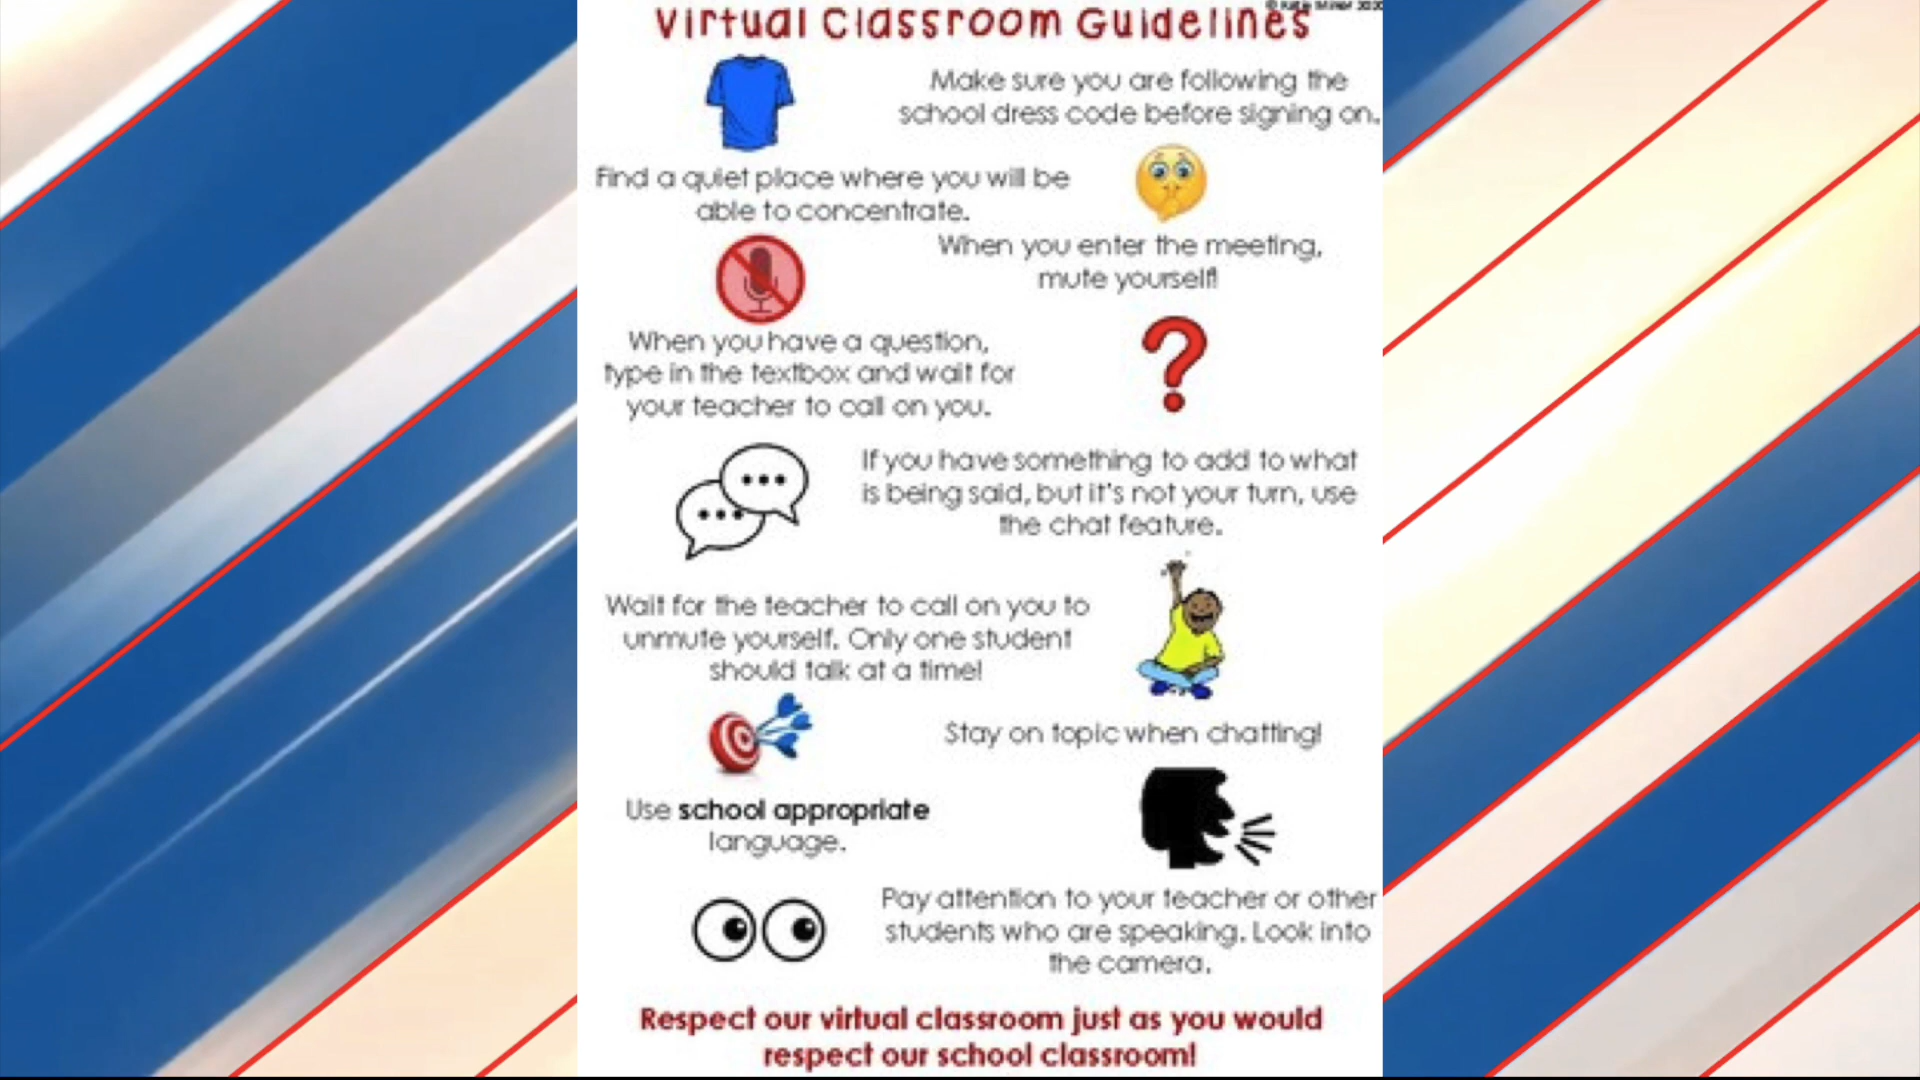 © Katie Minor 2020
Virtual Classroom Guidelines
Make sure you are following the
school dress code before signing on.
Find a quiet place where you will be
able to concentrate.
When you enter the meeting,
mute yourself!
When you have a question,
type in the textbox and wait for
your teacher to call on you.
If you have something to add to what
is being said, but it's not your turn, use
the chat feature.
Wait for the teacher to call on you to
unmute yourself. Only one student
should talk at a time!
Stay on topic when chatting!
Use school appropriate
language.
Pay attention to your teacher or other
students who are speaking. Look into
the camera.
Respect our virtual classroom just as you would
respect our school classroom!